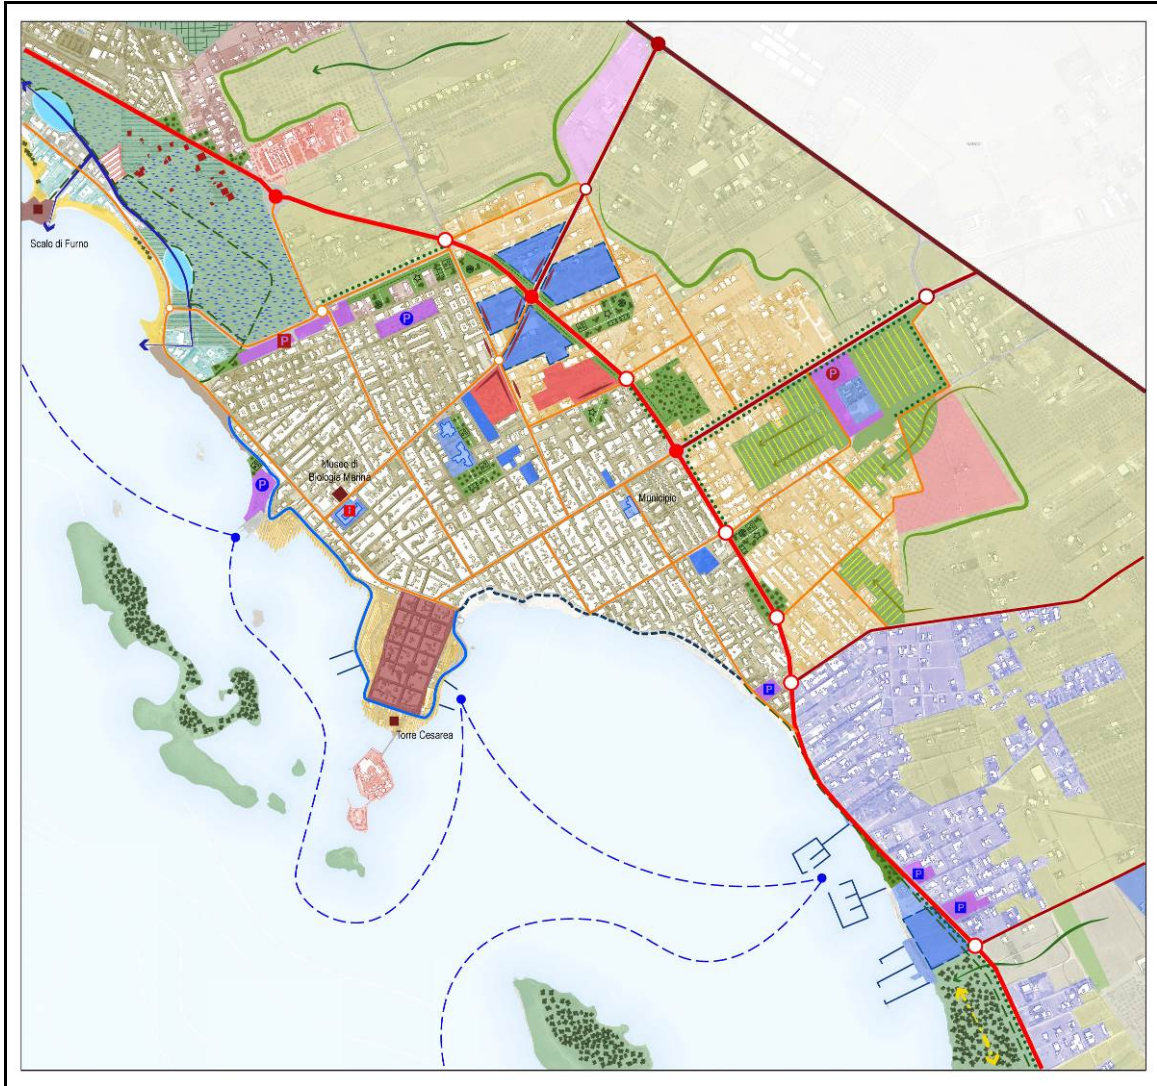 Scalo di Furno
P
P
P
P
Museo di
Biologia Marina
I
Municipio
P
Torre Cesarea
P
P